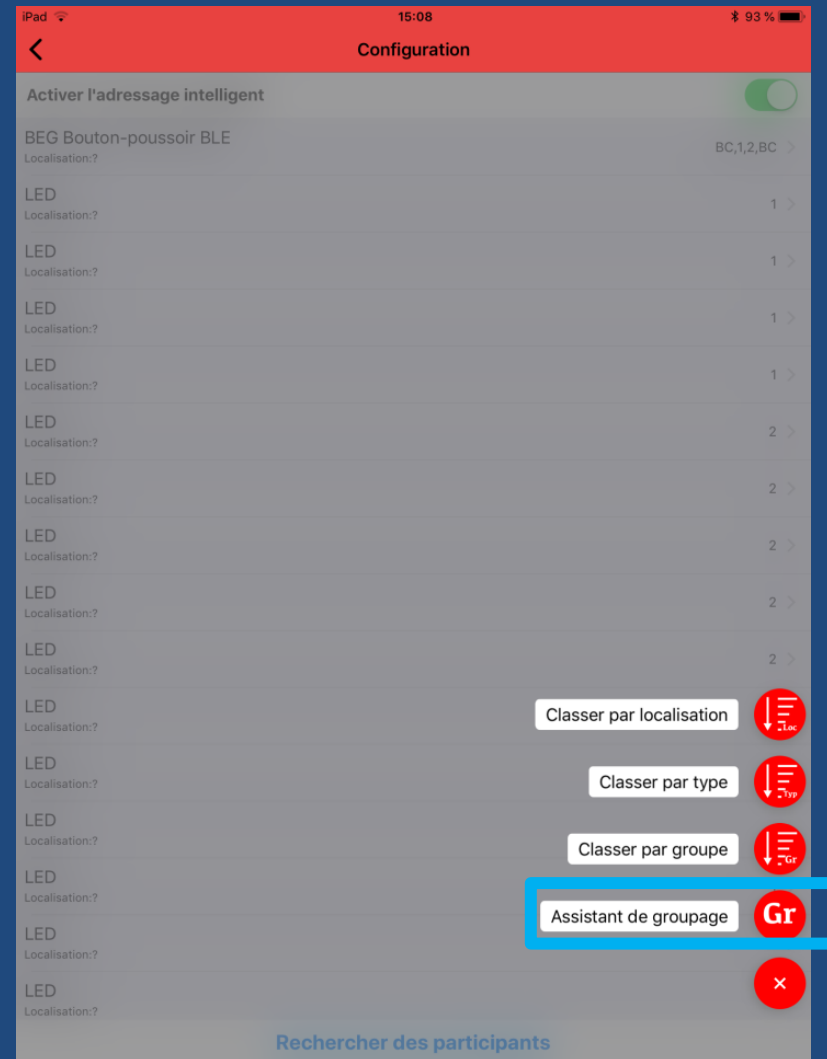 iPad 15:08 93 %
Configuration
Activer l'adressage intelligent
BEG Bouton-poussoir BLE
Localisation:?
BC,1,2,BC
LED
Localisation:?
1
LED
Localisation:?
1
LED
Localisation:?
1
LED
Localisation:?
1
LED
Localisation:?
2
LED
Localisation:?
2
LED
Localisation:?
2
LED
Localisation:?
2
LED
Localisation:?
2
LED
Localisation:?
Classer par localisation
Loc
LED
Localisation:?
Classer par type
Typ
LED
Localisation:?
Classer par groupe
Gr
LED
Localisation:?
Assistant de groupage
Gr
LED
Localisation:?
LED
Localisation:?
Rechercher des participants